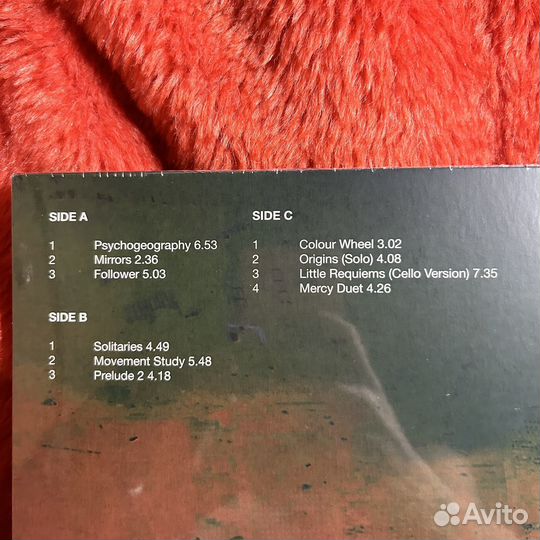 SIDE A
1 Psychogeography 6.53
2 Mirrors 2.36
3 Follower 5.03
SIDE B
1 Solitaries 4.49
2 Movement Study 5.48
3 Prelude 2 4.18
SIDE C
1 Colour Wheel 3.02
2 Origins (Solo) 4.08
3 Little Requiems (Cello Version) 7.35
4 Mercy Duet 4.26
Avito